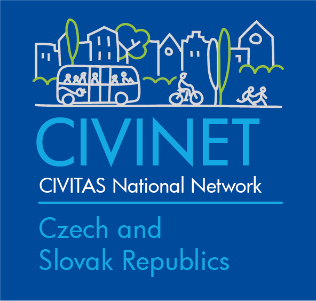 CIVINET
CIVITAS National Network
Czech and
Slovak Republics